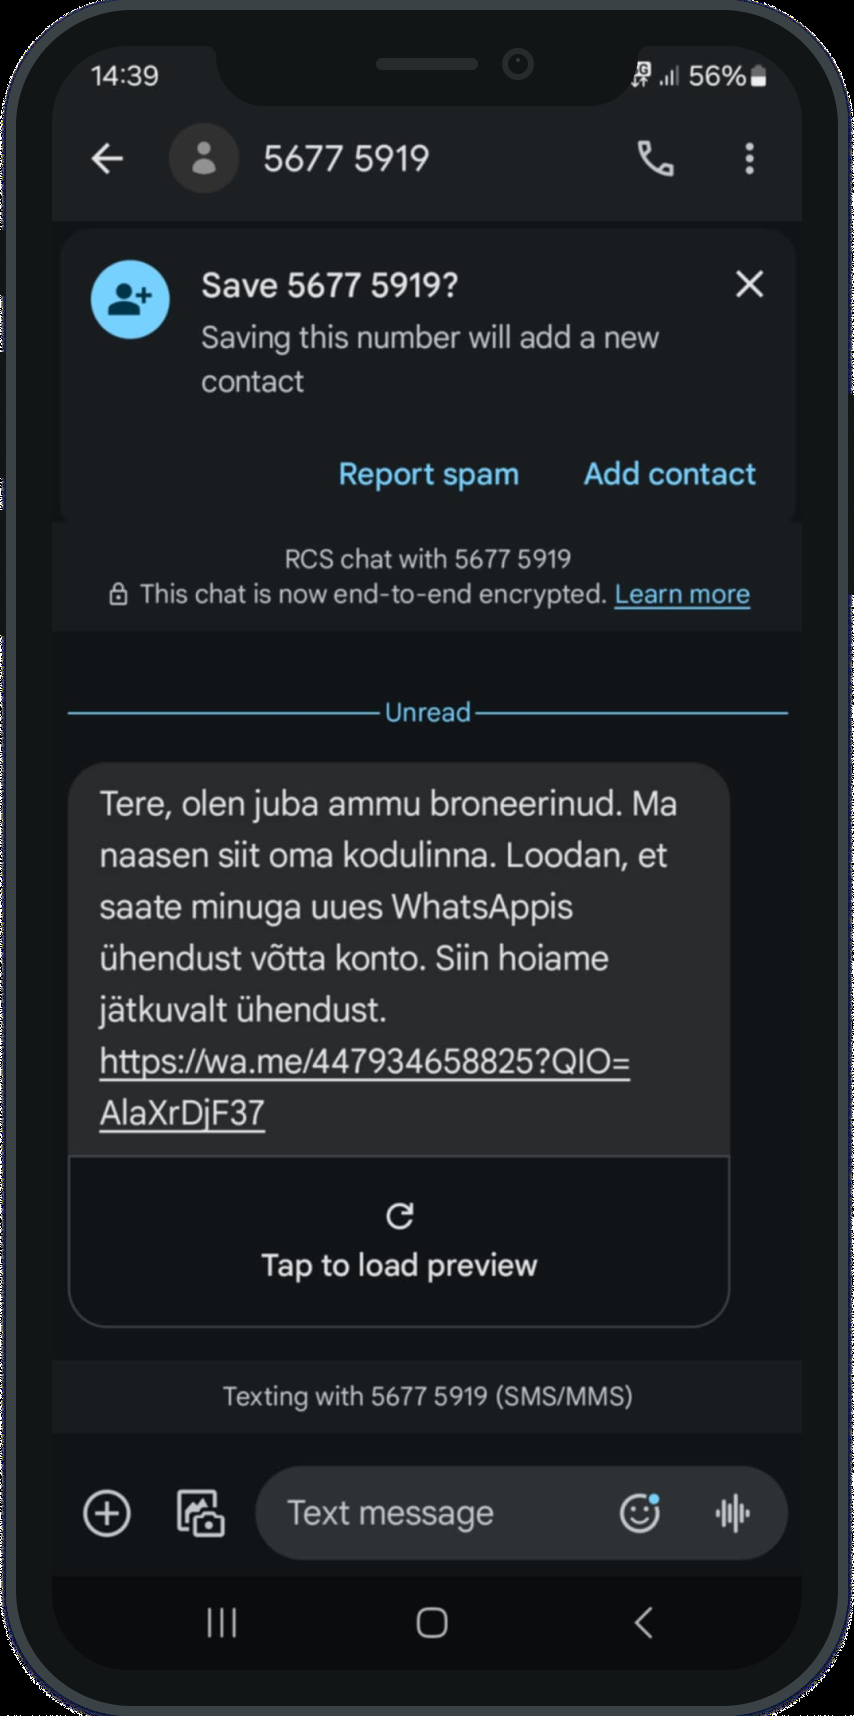 14:39
56%
5677 5919
Save 5677 5919?
Saving this number will add a new
contact
Report spam
Add contact
RCS chat with 5677 5919
This chat is now end-to-end encrypted. Learn more
Unread
Tere, olen juba ammu broneerinud. Ma
naasen siit oma kodulinna. Loodan, et
saate minuga uues WhatsAppis
ühendust võtta konto. Siin hoiame
jätkuvalt ühendust.
https://wa.me/447934658825?QIO=
AlaXrDjF37
Tap to load preview
Texting with 5677 5919 (SMS/MMS)
Text message